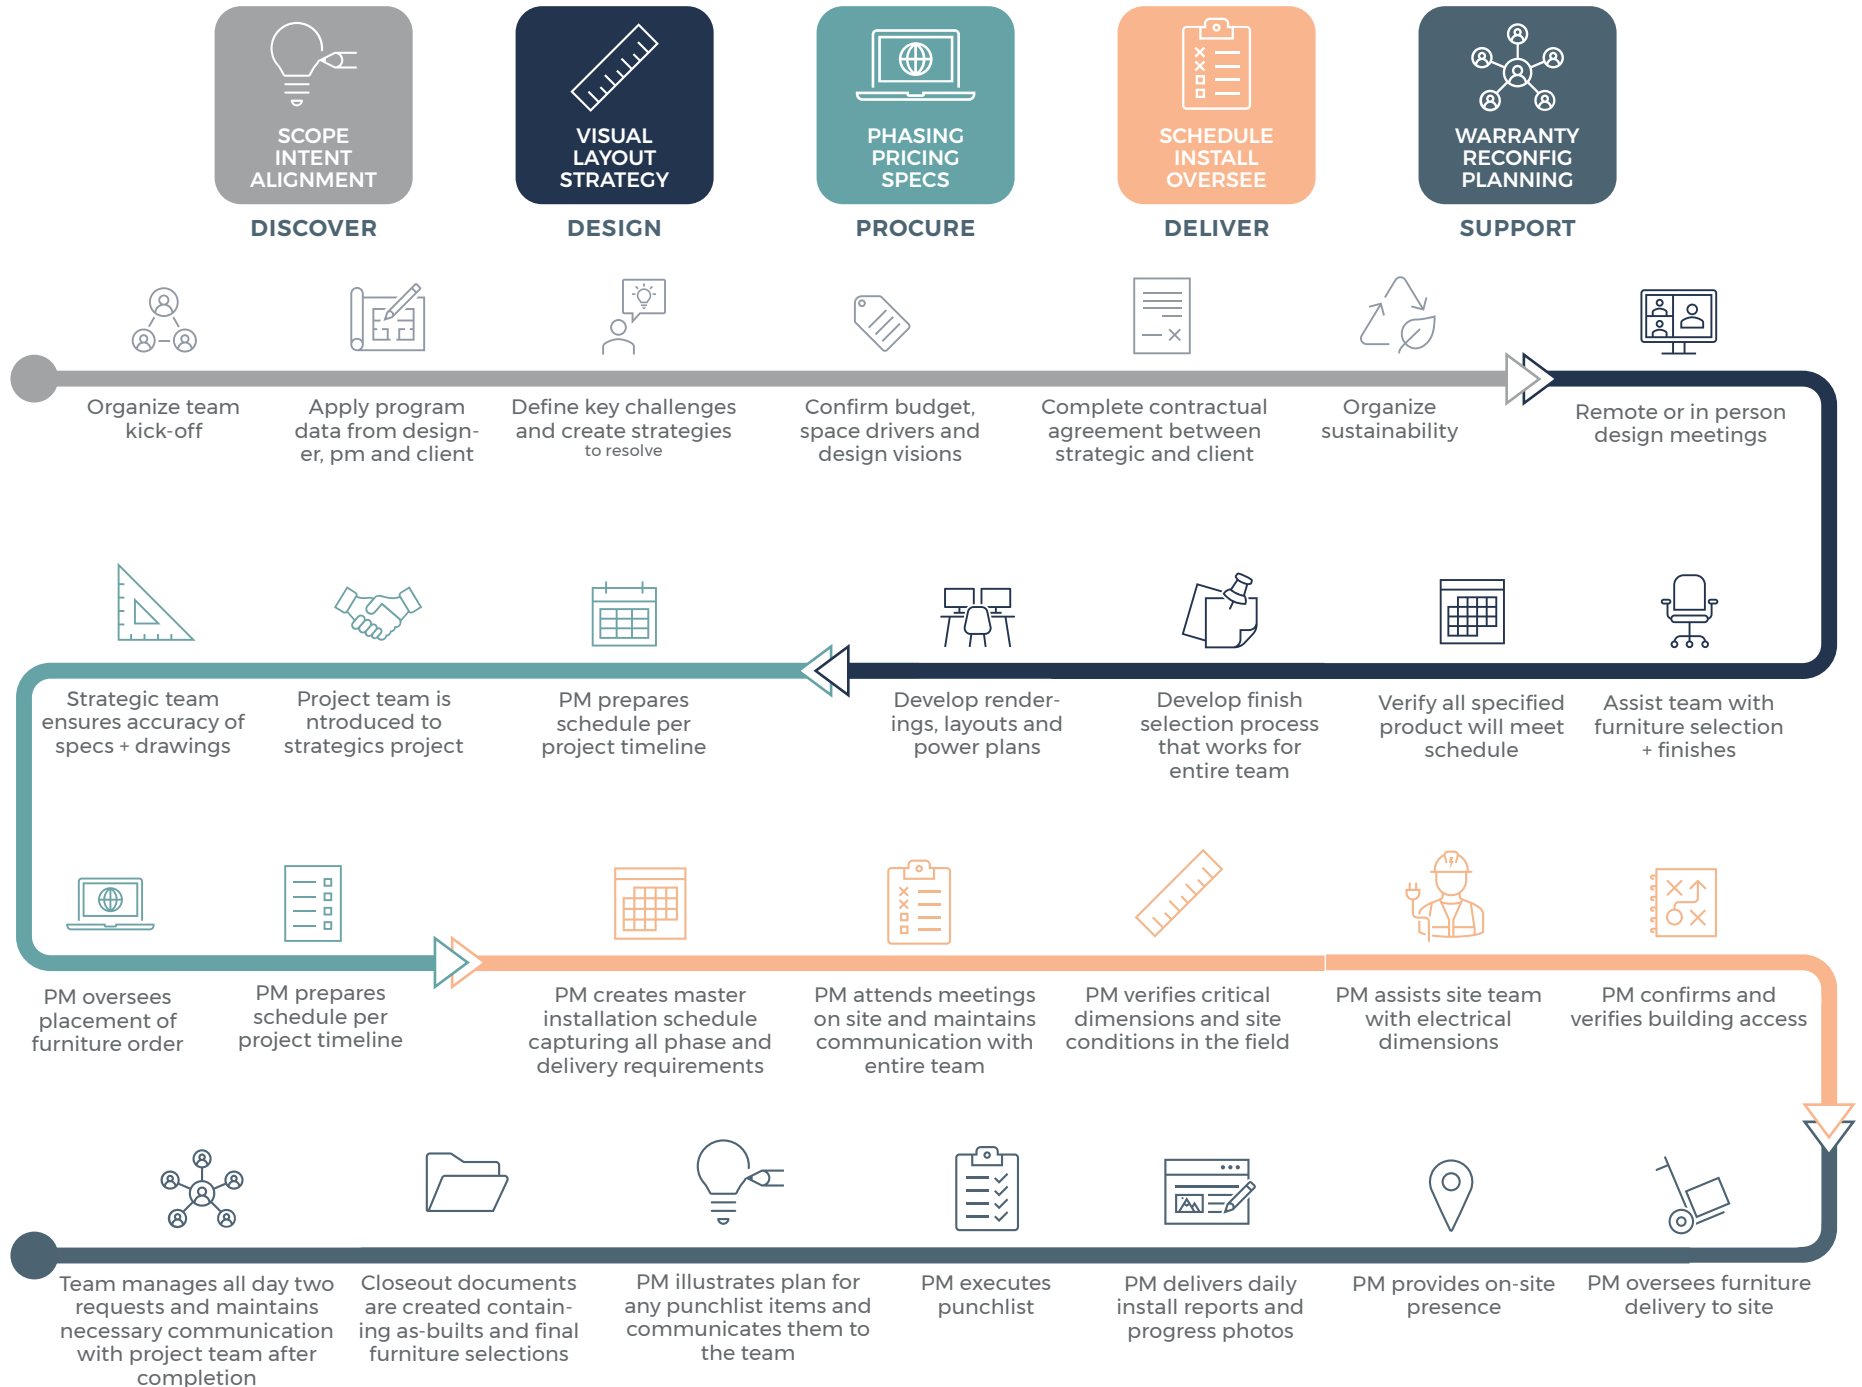 SCOPE
INTENT
ALIGNMENT
DISCOVER
VISUAL
LAYOUT
STRATEGY
DESIGN
PHASING
PRICING
SPECS
PROCURE
SCHEDULE
INSTALL
OVERSEE
DELIVER
WARRANTY
RECONFIG
PLANNING
SUPPORT
Organize team
kick-off
Apply program
data from design-
er, pm and client
Define key challenges
and create strategies
to resolve
Confirm budget,
space drivers and
design visions
Complete contractual
agreement between
strategic and client
Organize
sustainability
Remote or in person
design meetings
Strategic team
ensures accuracy of
specs + drawings
Project team is
ntroduced to
strategics project
PM prepares
schedule per
project timeline
Develop render-
ings, layouts and
power plans
Develop finish
selection process
that works for
entire team
Verify all specified
product will meet
schedule
Assist team with
furniture selection
+ finishes
PM oversees
placement of
furniture order
PM prepares
schedule per
project timeline
PM creates master
installation schedule
capturing all phase and
delivery requirements
PM attends meetings
on site and maintains
communication with
entire team
PM verifies critical
dimensions and site
conditions in the field
PM assists site team
with electrical
dimensions
PM confirms and
verifies building access
Team manages all day two
requests and maintains
necessary communication
with project team after
completion
Closeout documents
are created contain-
ing as-builts and final
furniture selections
PM illustrates plan for
any punchlist items and
communicates them to
the team
PM executes
punchlist
PM delivers daily
install reports and
progress photos
PM provides on-site
presence
PM oversees furniture
delivery to site